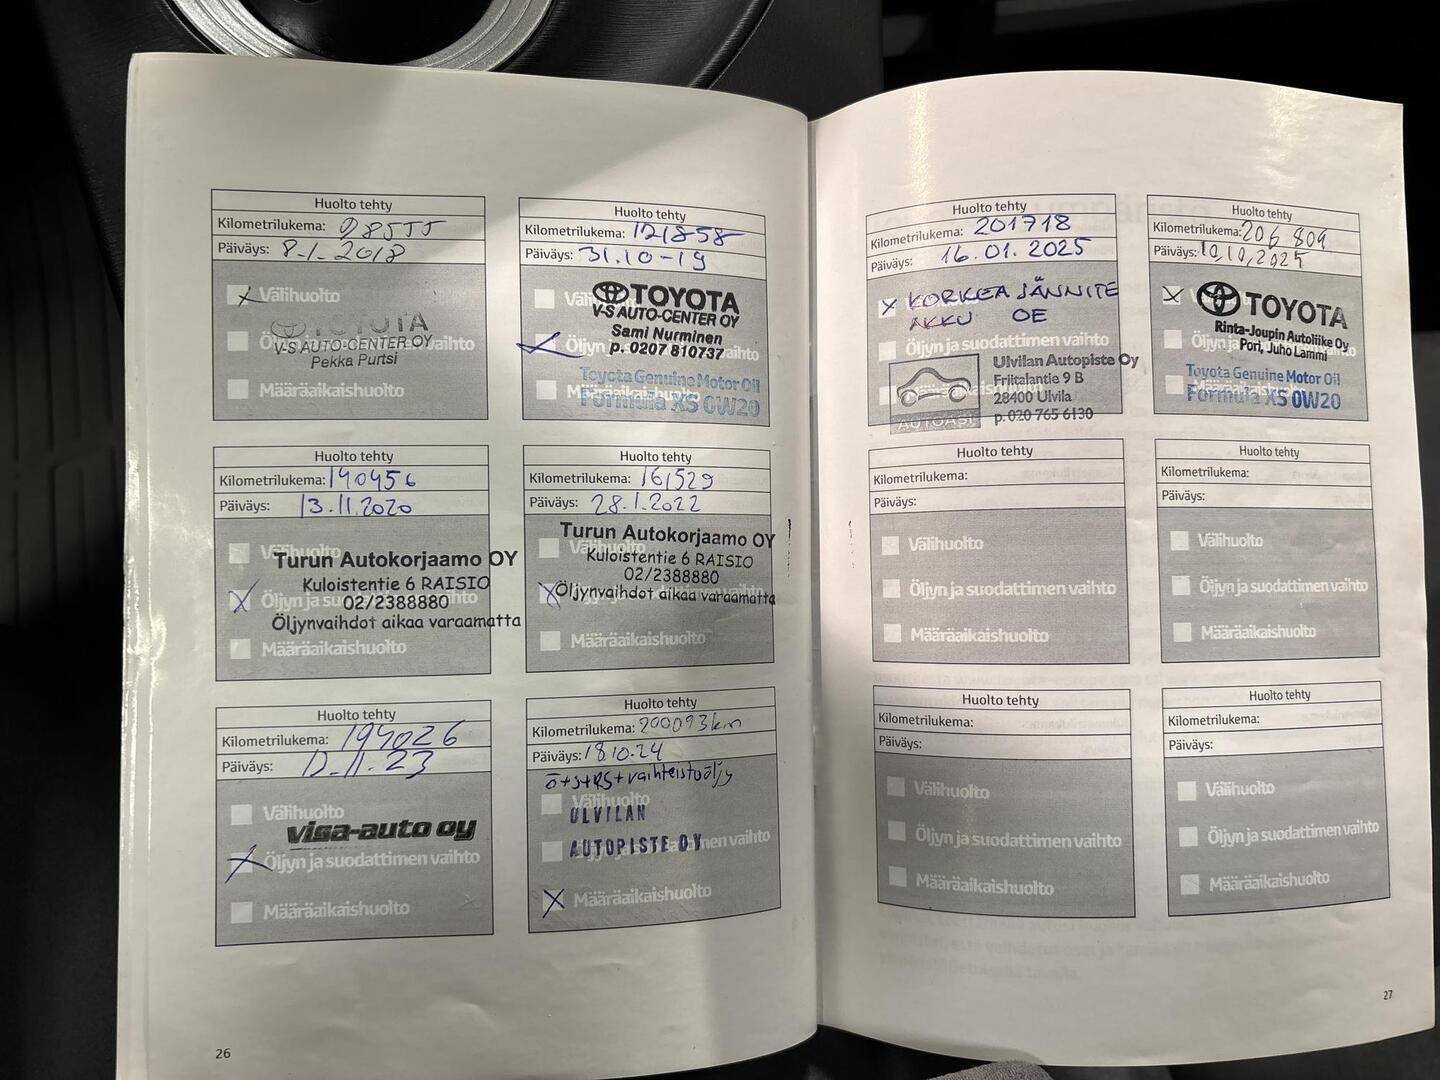 Huolto tehty
Kilometrilukema: 98555
Päiväys: 8.1.2018
Välihuolto
TOYOTA
V-S AUTO-CENTER OY
Pekka Purtsi
Määräaikaishuolto
Huolto tehty
Kilometrilukema: 121858
Päiväys: 31.10-19
TOYOTA
V-S AUTO-CENTER OY
Sami Nurminen
p. 0207 810737
Toyota Genuine Motor Oil
Formula XS 0W20
Huolto tehty
Kilometrilukema: 140456
Päiväys: 13.11.2020
Turun Autokorjaamo OY
Kuloistentie 6 RAISIO
02/2388880
Öljynvaihdot aikaa varaamatta
Määräaikaishuolto
Huolto tehty
Kilometrilukema: 161529
Päiväys: 28.1.2022
Turun Autokorjaamo OY
Kuloistentie 6 RAISIO
02/2388880
Öljynvaihdot aikaa varaamatta
Määräaikaishuolto
Huolto tehty
Kilometrilukema: 194026
Päiväys: 11.23
Välihuolto
visa-auto oy
Öljyn ja suodattimen vaihto
Määräaikaishuolto
Huolto tehty
Kilometrilukema: 200093km
Päiväys: 18.10.24
ö+s+RS+vaihteistoöljy
Välihuolto
ULVILAN
AUTOPISTE OY
Määräaikaishuolto
26
Huolto tehty
Kilometrilukema: 201718
Päiväys: 16.01.2025
KORKEA JÄNNITE
AKKU OE
Öljyn ja suodattimen vaihto
Ulvilan Autopiste Oy
Friitalantie 9 B
28400 Ulvila
p. 020 765 6130
AUTOASI
Huolto tehty
Kilometrilukema: 206 809
Päiväys: 10.10.2025
TOYOTA
Rinta-Joupin Autoliike Oy
Pori, Juho Lammi
Toyota Genuine Motor Oil
Formula XS 0W20
Huolto tehty
Kilometrilukema:
Päiväys:
Välihuolto
Öljyn ja suodattimen vaihto
Määräaikaishuolto
Huolto tehty
Kilometrilukema:
Päiväys:
Välihuolto
Öljyn ja suodattimen vaihto
Määräaikaishuolto
Huolto tehty
Kilometrilukema:
Päiväys:
Välihuolto
Öljyn ja suodattimen vaihto
Määräaikaishuolto
Huolto tehty
Kilometrilukema:
Päiväys:
Välihuolto
Öljyn ja suodattimen vaihto
Määräaikaishuolto
27